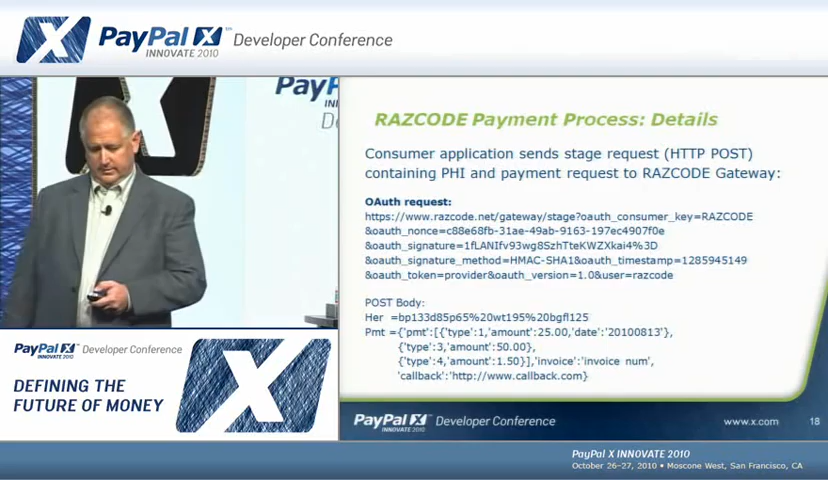 PayPal X Developer Conference
INNOVATE 2010
PayP
IN
De
RAZCODE Payment Process: Details
Consumer application sends stage request (HTTP POST)
containing PHI and payment request to RAZCODE Gateway:
OAuth request:
https://www.razcode.net/gateway/stage?oauth_consumer_key=RAZCODE
&oauth_nonce=c88e68fb-31ae-49ab-9163-197ec4907f0e
&oauth_signature=1fLANIfv93wg8SzhTteKWZXkai4%3D
&oauth_signature_method=HMAC-SHA1&oauth_timestamp=1285945149
&oauth_token=provider&oauth_version=1.0&user=razcode
POST Body:
Her =bp133d85p65%20wt195%20bgfl125
Pmt ={'pmt':[{'type':1,'amount':25.00,'date':'20100813'},
{'type':3,'amount':50.00},
{'type':4,'amount':1.50}],'invoice':'invoice num',
'callback':'http://www.callback.com}
PayPal X Developer Conference
INNOVATE 2010
DEFINING THE
FUTURE OF MONEY
PayPal X Developer Conference
INNOVATE 2010
www.x.com 18
PayPal X INNOVATE 2010
October 26-27, 2010 • Moscone West, San Francisco, CA